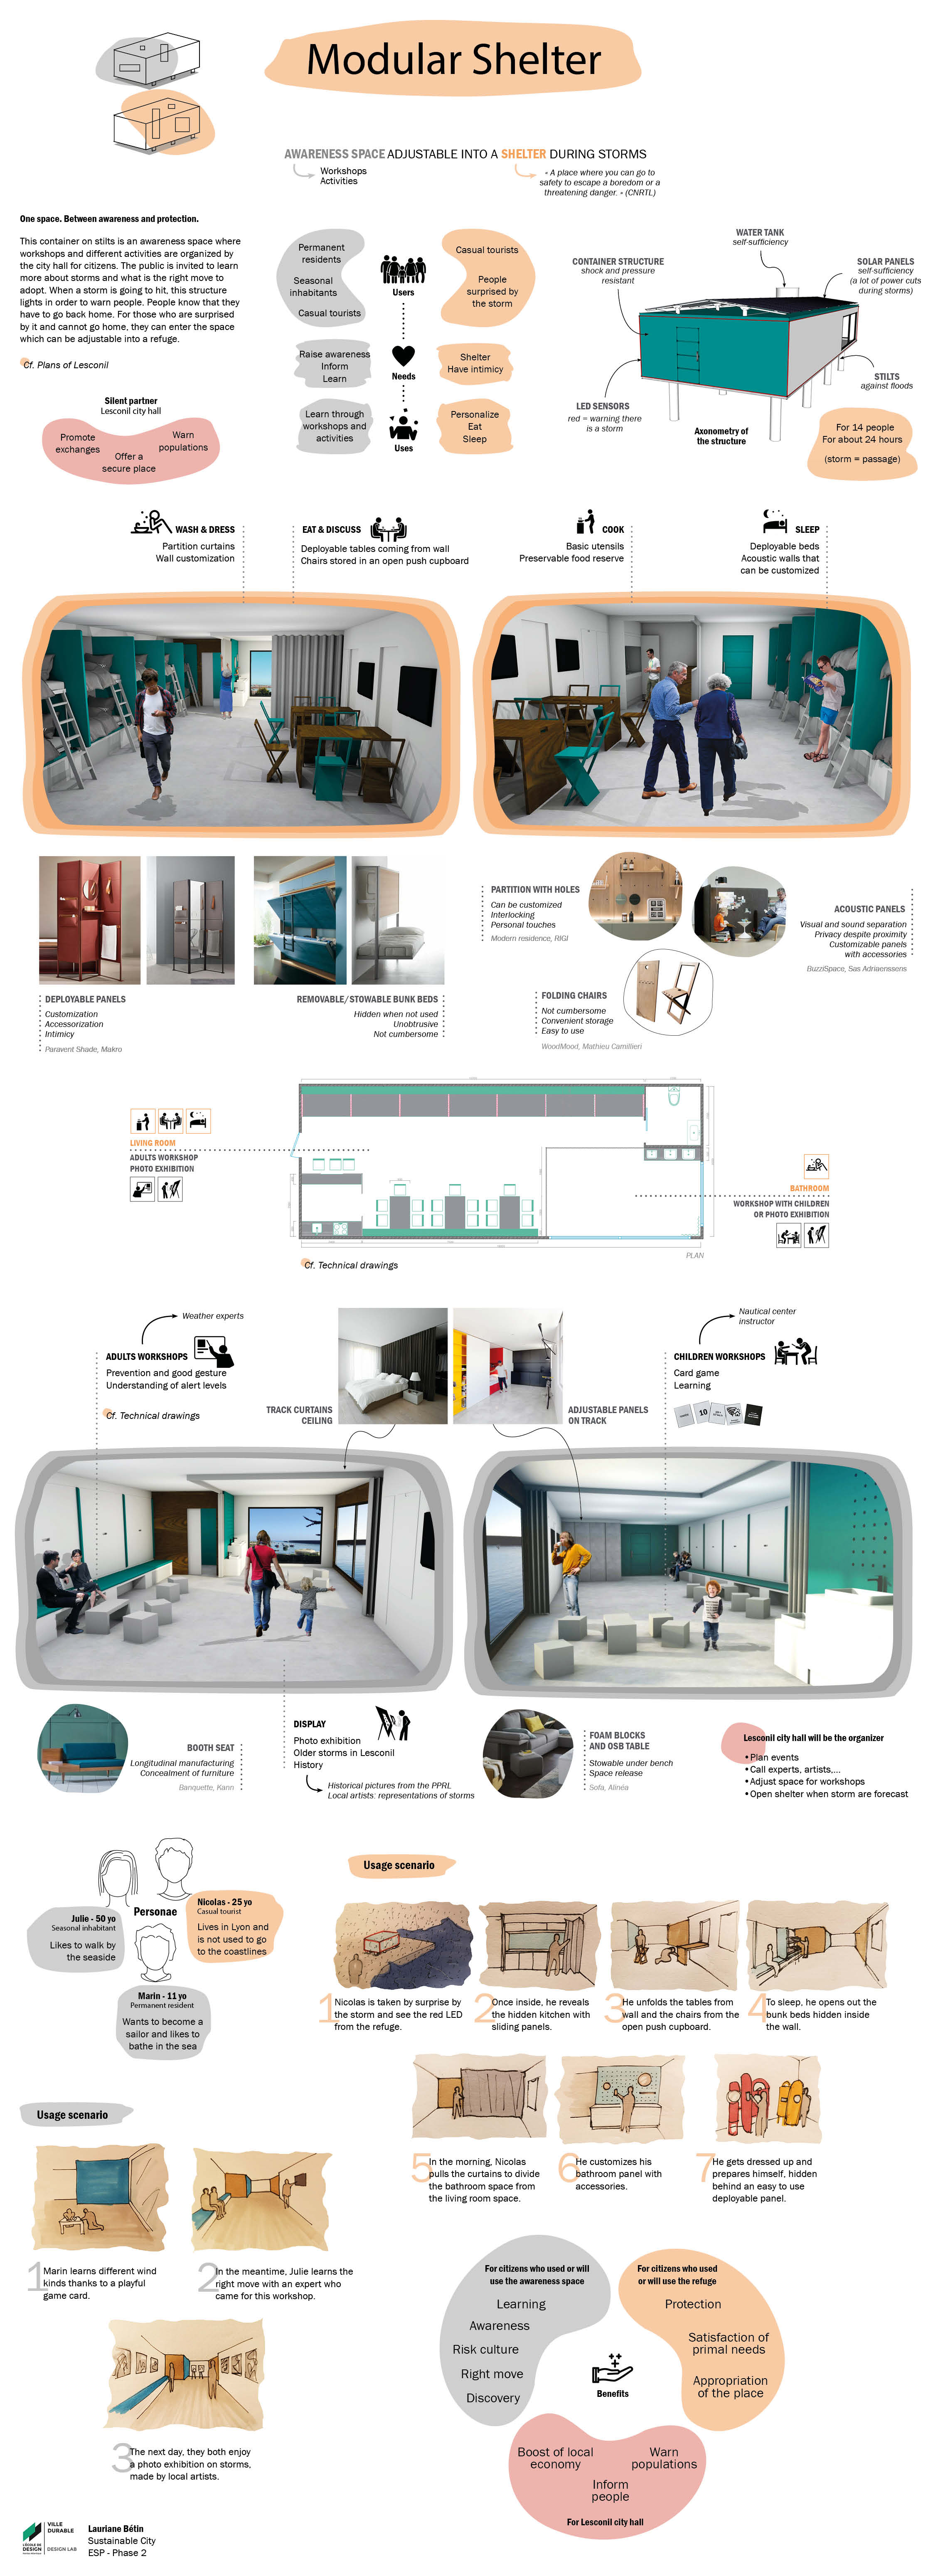 Modular Shelter
AWARENESS SPACE ADJUSTABLE INTO A SHELTER DURING STORMS
Workshops
Activities
« A place where you can go to
safety to escape a boredom or a
threatening danger. » (CNRTL)
One space. Between awareness and protection.
This container on stilts is an awareness space where
workshops and different activities are organized by
the city hall for citizens. The public is invited to learn
more about storms and what is the right move to
adopt. When a storm is going to hit, this structure
lights in order to warn people. People know that they
have to go back home. For those who are surprised
by it and cannot go home, they can enter the space
which can be adjustable into a refuge.
Cf. Plans of Lesconil
Silent partner
Lesconil city hall
Promote
exchanges
Offer a
secure place
Warn
populations
Permanent
residents
Seasonal
inhabitants
Casual tourists
Users
Casual tourists
People
surprised by
the storm
Raise awareness
Inform
Learn
Needs
Shelter
Have intimicy
Learn through
workshops and
activities
Uses
Personalize
Eat
Sleep
WATER TANK
self-sufficiency
CONTAINER STRUCTURE
shock and pressure
resistant
SOLAR PANELS
self-sufficiency
(a lot of power cuts
during storms)
STILTS
against floods
LED SENSORS
red = warning there
is a storm
Axonometry of
the structure
For 14 people
For about 24 hours
(storm = passage)
WASH & DRESS
Partition curtains
Wall customization
EAT & DISCUSS
Deployable tables coming from wall
Chairs stored in an open push cupboard
COOK
Basic utensils
Preservable food reserve
SLEEP
Deployable beds
Acoustic walls that
can be customized
DEPLOYABLE PANELS
Customization
Accessorization
Intimicy
Paravent Shade, Makro
REMOVABLE/STOWABLE BUNK BEDS
Hidden when not used
Unobtrusive
Not cumbersome
PARTITION WITH HOLES
Can be customized
Interlocking
Personal touches
Modern residence, RIGI
ACOUSTIC PANELS
Visual and sound separation
Privacy despite proximity
Customizable panels
with accessories
BuzziSpace, Sas Adriaenssens
FOLDING CHAIRS
Not cumbersome
Convenient storage
Easy to use
WoodMood, Mathieu Camillieri
LIVING ROOM
ADULTS WORKSHOP
PHOTO EXHIBITION
BATHROOM
WORKSHOP WITH CHILDREN
OR PHOTO EXHIBITION
PLAN
Cf. Technical drawings
Weather experts
ADULTS WORKSHOPS
Prevention and good gesture
Understanding of alert levels
Cf. Technical drawings
TRACK CURTAINS
CEILING
ADJUSTABLE PANELS
ON TRACK
Nautical center
instructor
CHILDREN WORKSHOPS
Card game
Learning
10
BOOTH SEAT
Longitudinal manufacturing
Concealment of furniture
Banquette, Kann
DISPLAY
Photo exhibition
Older storms in Lesconil
History
Historical pictures from the PPRL
Local artists: representations of storms
FOAM BLOCKS
AND OSB TABLE
Stowable under bench
Space release
Sofa, Alinéa
Lesconil city hall will be the organizer
• Plan events
• Call experts, artists,...
• Adjust space for workshops
• Open shelter when storm are forecast
Personae
Julie - 50 yo
Seasonal inhabitant
Likes to walk by
the seaside
Nicolas - 25 yo
Casual tourist
Lives in Lyon and
is not used to go
to the coastlines
Marin - 11 yo
Permanent resident
Wants to become a
sailor and likes to
bathe in the sea
Usage scenario
1 Nicolas is taken by surprise by
the storm and see the red LED
from the refuge.
2 Once inside, he reveals
the hidden kitchen with
sliding panels.
3 He unfolds the tables from
wall and the chairs from the
open push cupboard.
4 To sleep, he opens out the
bunk beds hidden inside
the wall.
5 In the morning, Nicolas
pulls the curtains to divide
the bathroom space from
the living room space.
6 He customizes his
bathroom panel with
accessories.
7 He gets dressed up and
prepares himself, hidden
behind an easy to use
deployable panel.
Usage scenario
1 Marin learns different wind
kinds thanks to a playful
game card.
2 In the meantime, Julie learns the
right move with an expert who
came for this workshop.
3 The next day, they both enjoy
a photo exhibition on storms,
made by local artists.
For citizens who used or will
use the awareness space
Learning
Awareness
Risk culture
Right move
Discovery
For citizens who used
or will use the refuge
Protection
Satisfaction of
primal needs
Appropriation
of the place
Benefits
Boost of local
economy
Warn
populations
Inform
people
For Lesconil city hall
VILLE
DURABLE
L'ÉCOLE DE
DESIGN
DESIGN LAB
Lauriane Bétin
Sustainable City
ESP - Phase 2